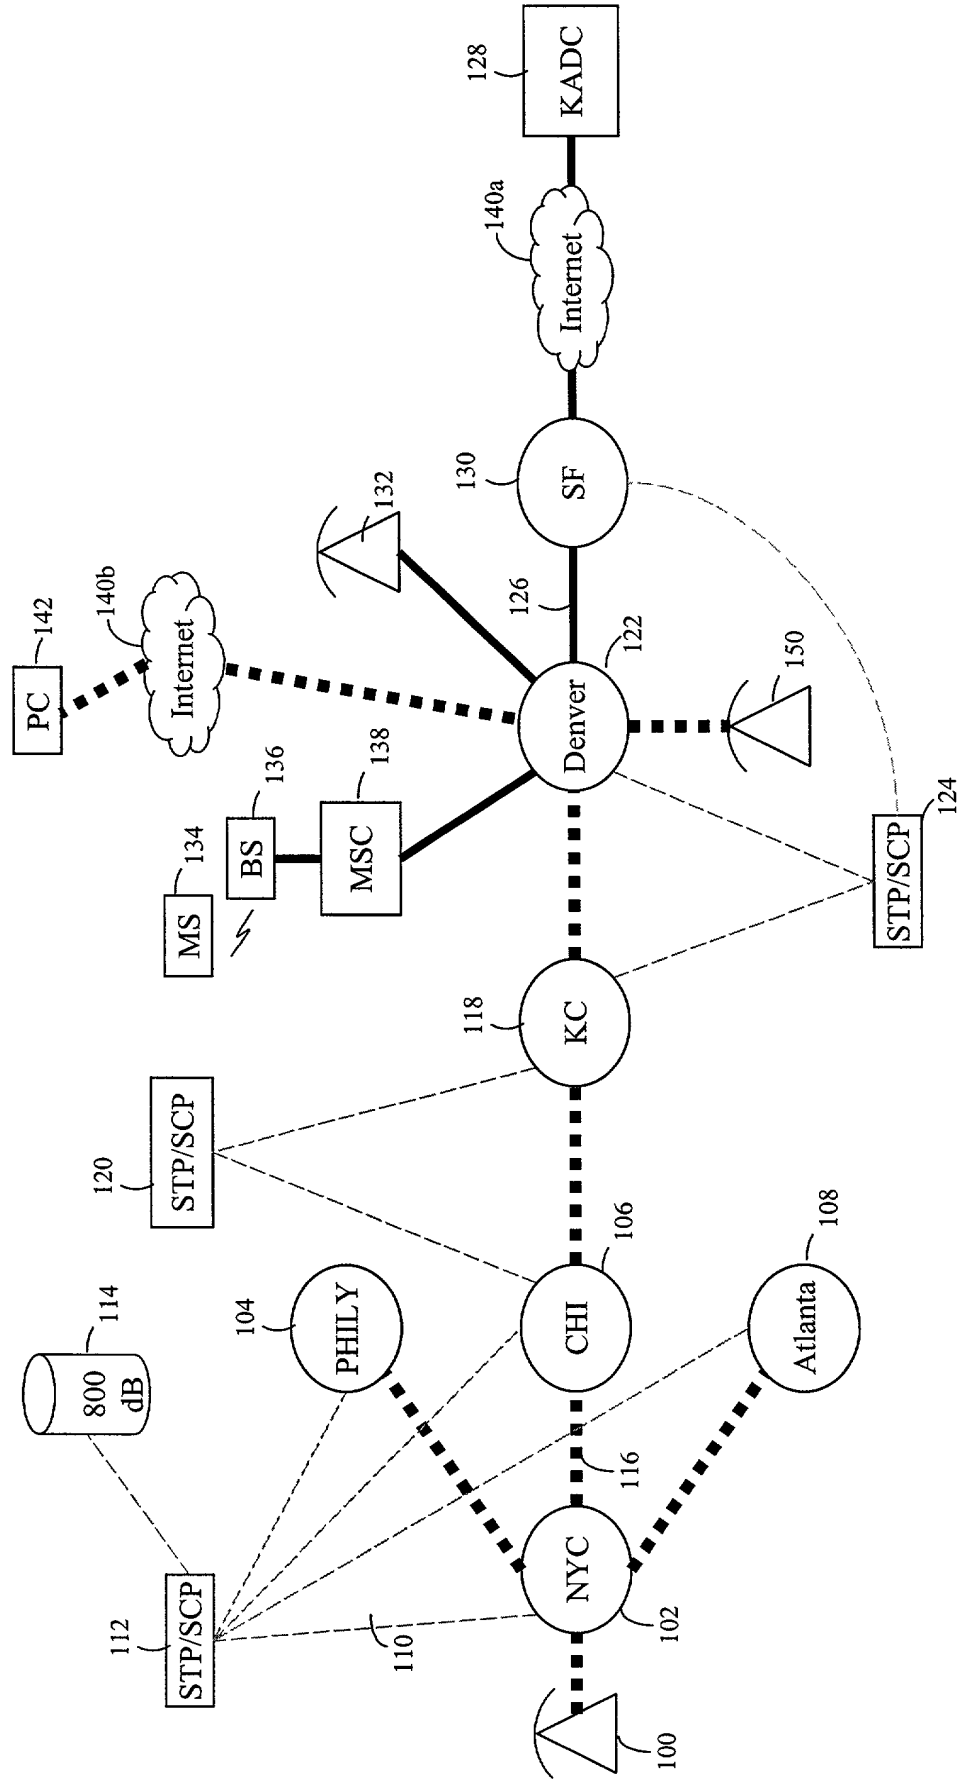 800
dB
114
STP/SCP
112
110
PHILY
104
NYC
102
100
116
CHI
106
Atlanta
108
STP/SCP
120
KC
118
MS
134
BS
136
MSC
138
PC
142
Internet
140b
132
Denver
122
126
150
STP/SCP
124
SF
130
Internet
140a
KADC
128